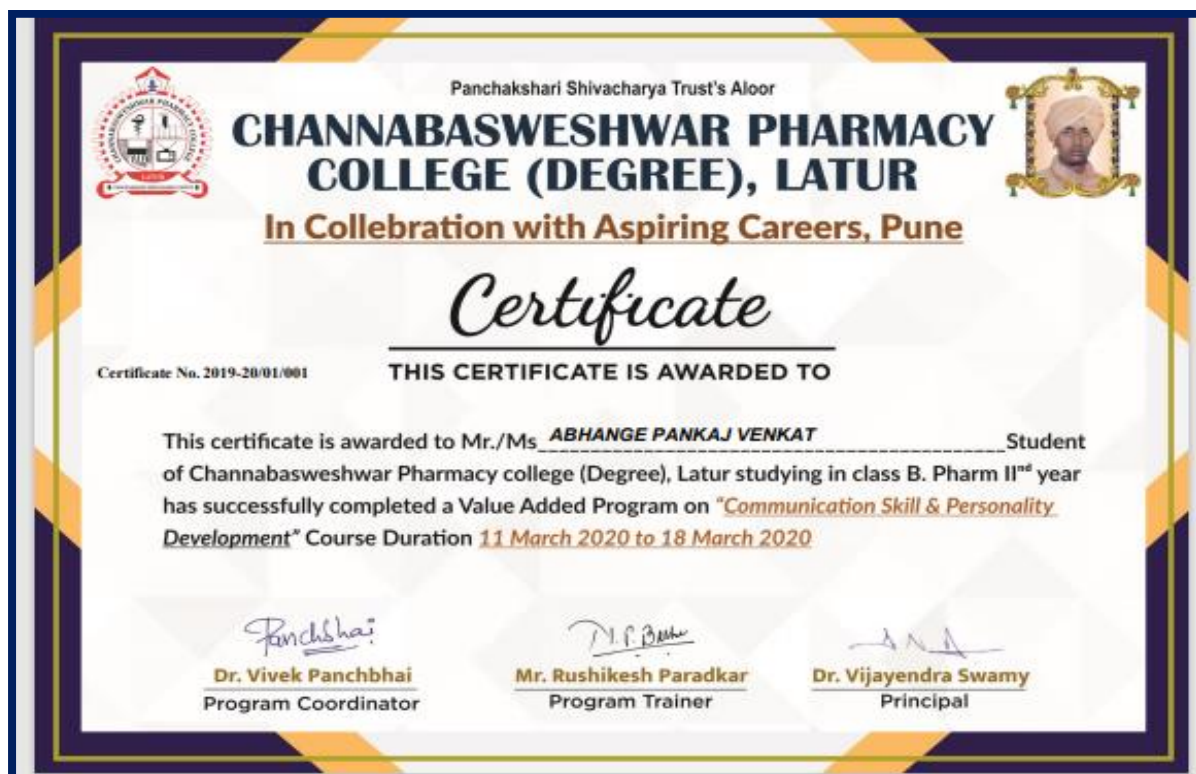 Panchakshari Shivacharya Trust's Aloor
CHANNABASWESHWAR PHARMACY
COLLEGE (DEGREE), LATUR
In Collebration with Aspiring Careers, Pune
Certificate
Certificate No. 2019-20/01/001
THIS CERTIFICATE IS AWARDED TO
This certificate is awarded to Mr./Ms_ABHANGE PANKAJ VENKAT_Student
of Channabasweshwar Pharmacy college (Degree), Latur studying in class B. Pharm IInd year
has successfully completed a Value Added Program on "Communication Skill & Personality
Development" Course Duration 11 March 2020 to 18 March 2020
Panchbhai
Dr. Vivek Panchbhai
Mr. Rushikesh Paradkar
Dr. Vijayendra Swamy
Program Coordinator
Program Trainer
Principal